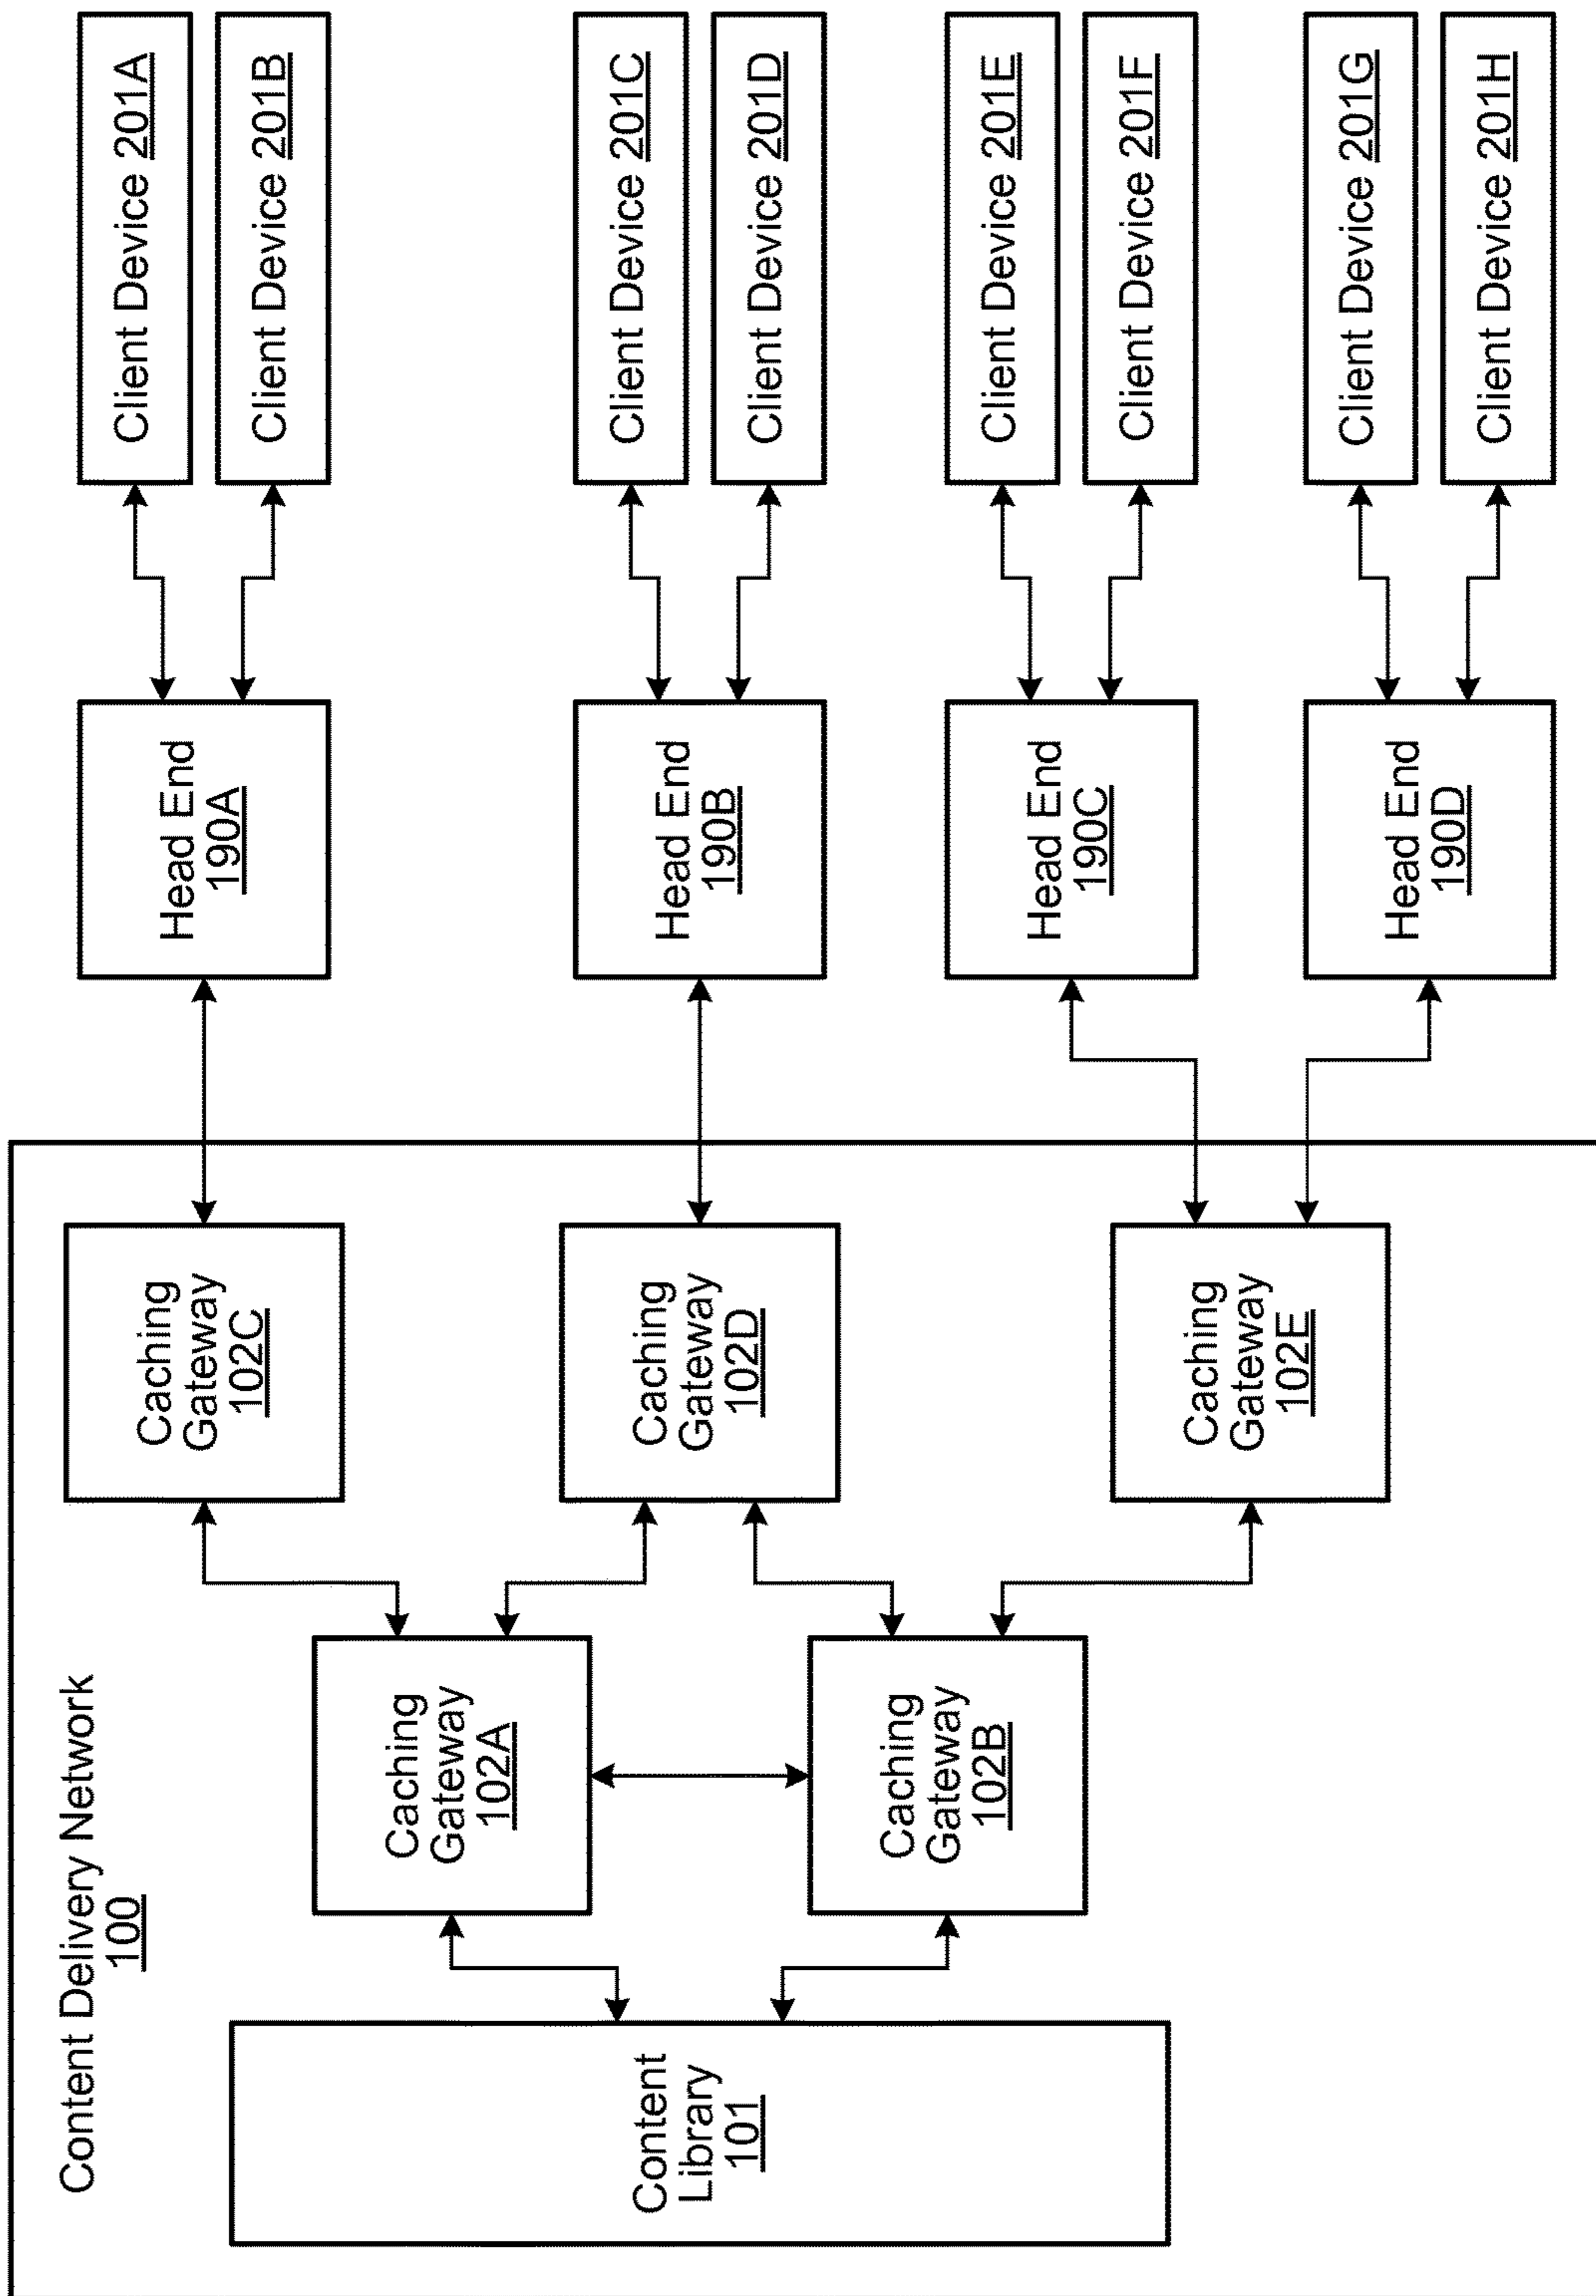 Content Delivery Network
100
Content
Library
101
Caching
Gateway
102A
Caching
Gateway
102B
Caching
Gateway
102C
Caching
Gateway
102D
Caching
Gateway
102E
Head End
190A
Head End
190B
Head End
190C
Head End
190D
Client Device 201A
Client Device 201B
Client Device 201C
Client Device 201D
Client Device 201E
Client Device 201F
Client Device 201G
Client Device 201H